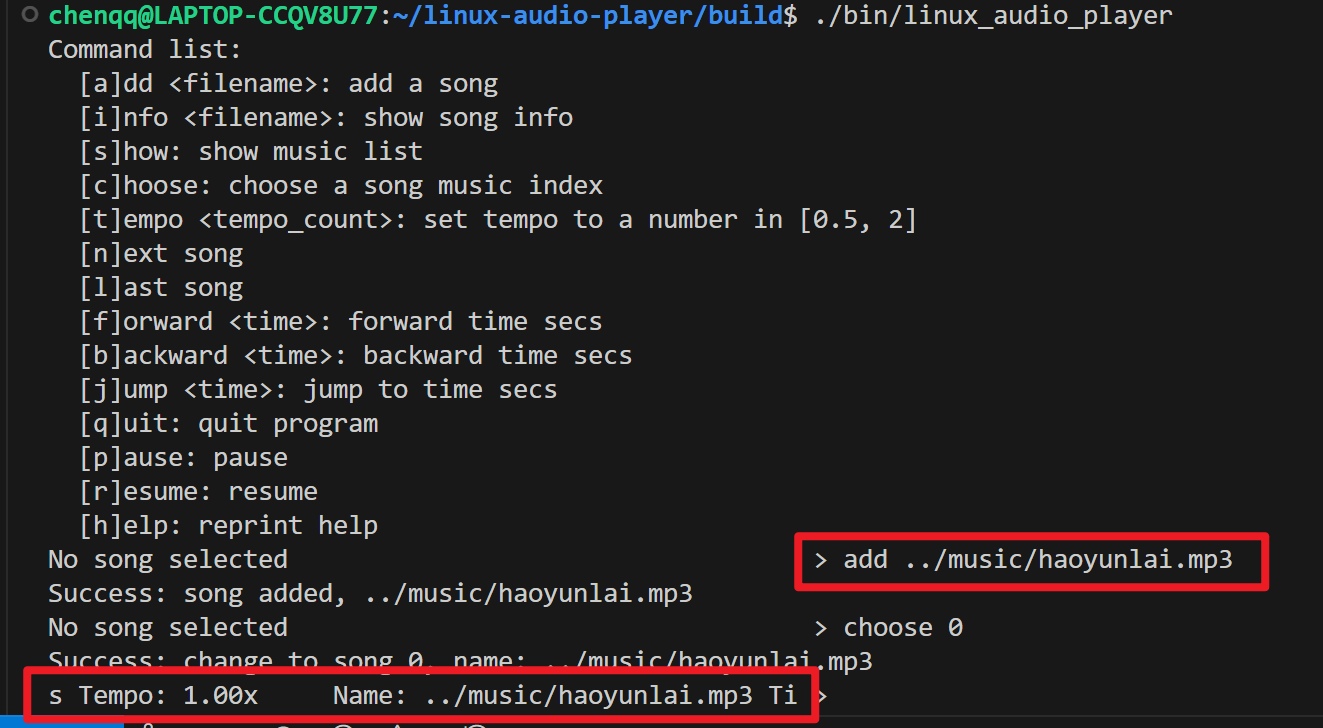 chenqq@LAPTOP-CCQV8U77:~/linux-audio-player/build$ ./bin/linux_audio_player
Command list:
[a]dd <filename>: add a song
[i]nfo <filename>: show song info
[s]how: show music list
[c]hoose: choose a song music index
[t]empo <tempo_count>: set tempo to a number in [0.5, 2]
[n]ext song
[l]ast song
[f]orward <time>: forward time secs
[b]ackward <time>: backward time secs
[j]ump <time>: jump to time secs
[q]uit: quit program
[p]ause: pause
[r]esume: resume
[h]elp: reprint help
No song selected > add ../music/haoyunlai.mp3
Success: song added, ../music/haoyunlai.mp3
No song selected > choose 0
Success: change to song 0, name: ../music/haoyunlai.mp3
s Tempo: 1.00x Name: ../music/haoyunlai.mp3 Ti >